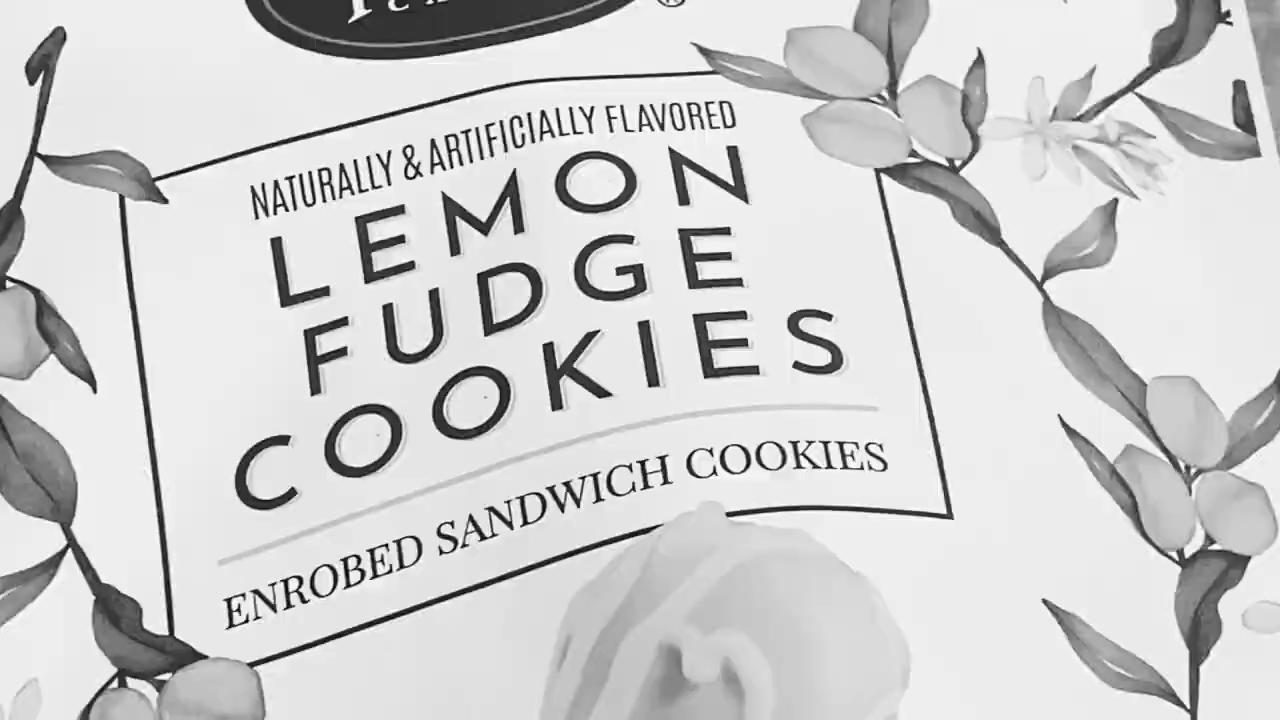 ®
NATURALLY & ARTIFICIALLY FLAVORED
LEMON
FUDGE
COOKIES
ENROBED SANDWICH COOKIES